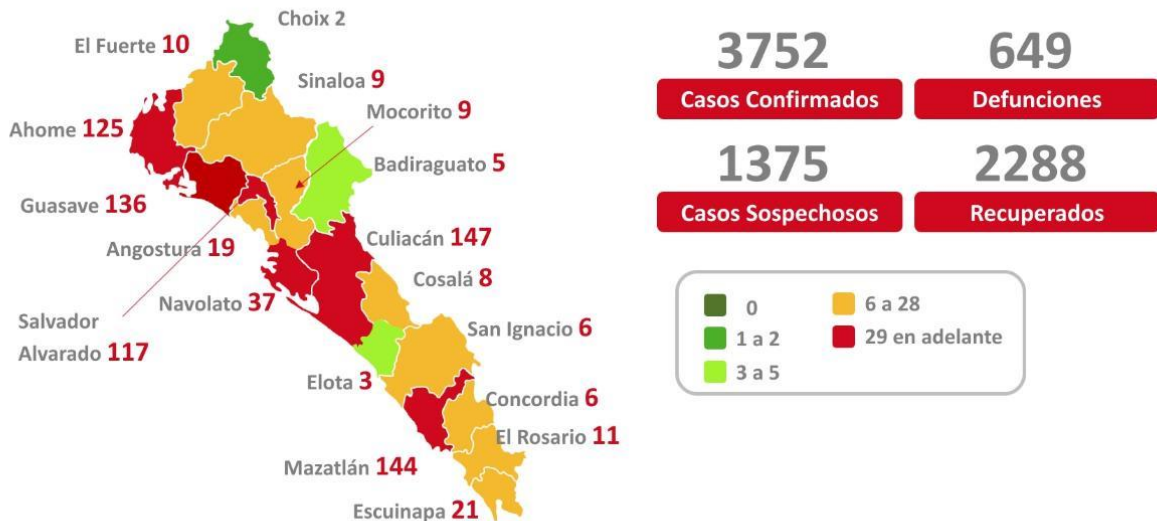 Choix 2
El Fuerte 10
Sinaloa 9
Mocorito 9
Ahome 125
Badiraguato 5
Guasave 136
Culiacán 147
Angostura 19
Cosalá 8
Navolato 37
Salvador
Alvarado 117
San Ignacio 6
Elota 3
Concordia 6
El Rosario 11
Mazatlán 144
Escuinapa 21
3752
Casos Confirmados
649
Defunciones
1375
Casos Sospechosos
2288
Recuperados
0
1 a 2
3 a 5
6 a 28
29 en adelante